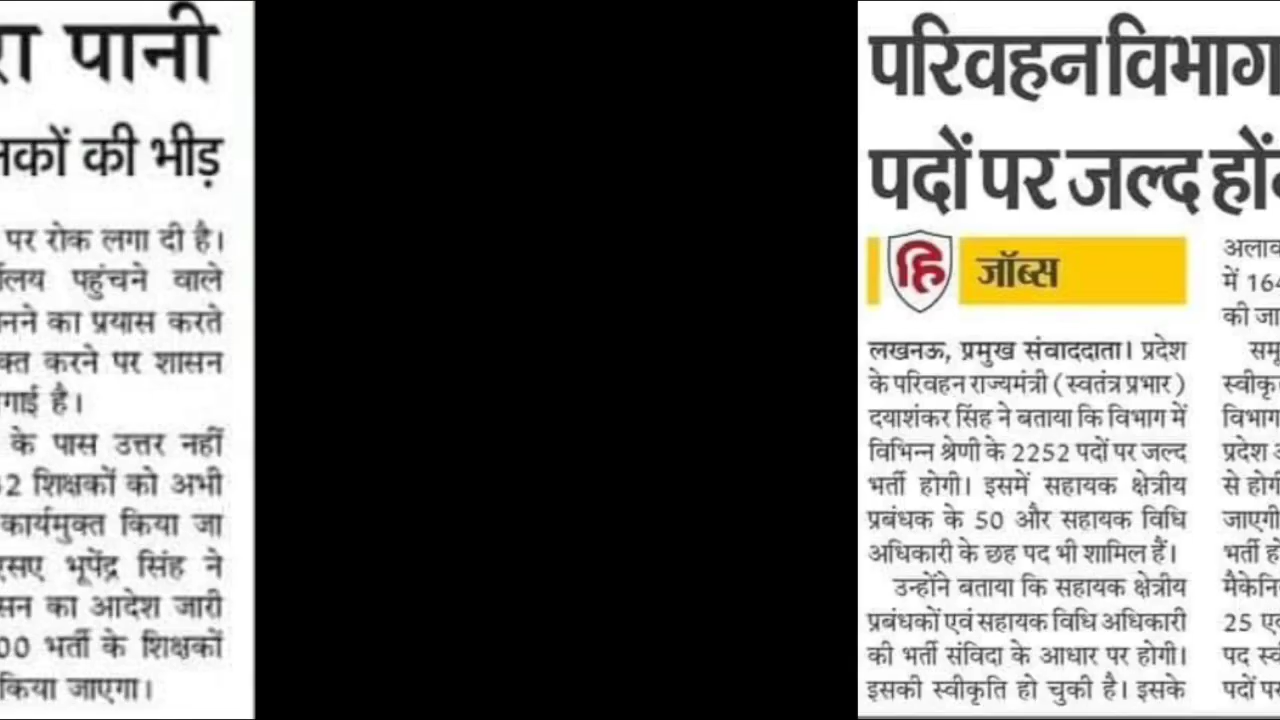 पानी
की भीड़
पर रोक लगा दी है।
पहुंचने वाले
का प्रयास करते
करने पर शासन
है।
के पास उत्तर नहीं
शिक्षकों को अभी
कार्यमुक्त किया जा
भूपेंद्र सिंह ने
का आदेश जारी
भर्ती के शिक्षकों
किया जाएगा।
परिवहन विभाग
पदों पर जल्द
हि जॉब्स
लखनऊ, प्रमुख संवाददाता। प्रदेश
के परिवहन राज्यमंत्री (स्वतंत्र प्रभार)
दयाशंकर सिंह ने बताया कि विभाग में
विभिन्न श्रेणी के 2252 पदों पर जल्द
भर्ती होगी। इसमें सहायक क्षेत्रीय
प्रबंधक के 50 और सहायक विधि
अधिकारी के छह पद भी शामिल हैं।
उन्होंने बताया कि सहायक क्षेत्रीय
प्रबंधकों एवं सहायक विधि अधिकारी
की भर्ती संविदा के आधार पर होगी।
इसकी स्वीकृति हो चुकी है। इसके
में
की
विभाग
प्रदेश
से
जाएगी
भर्ती
25
पद
पदों